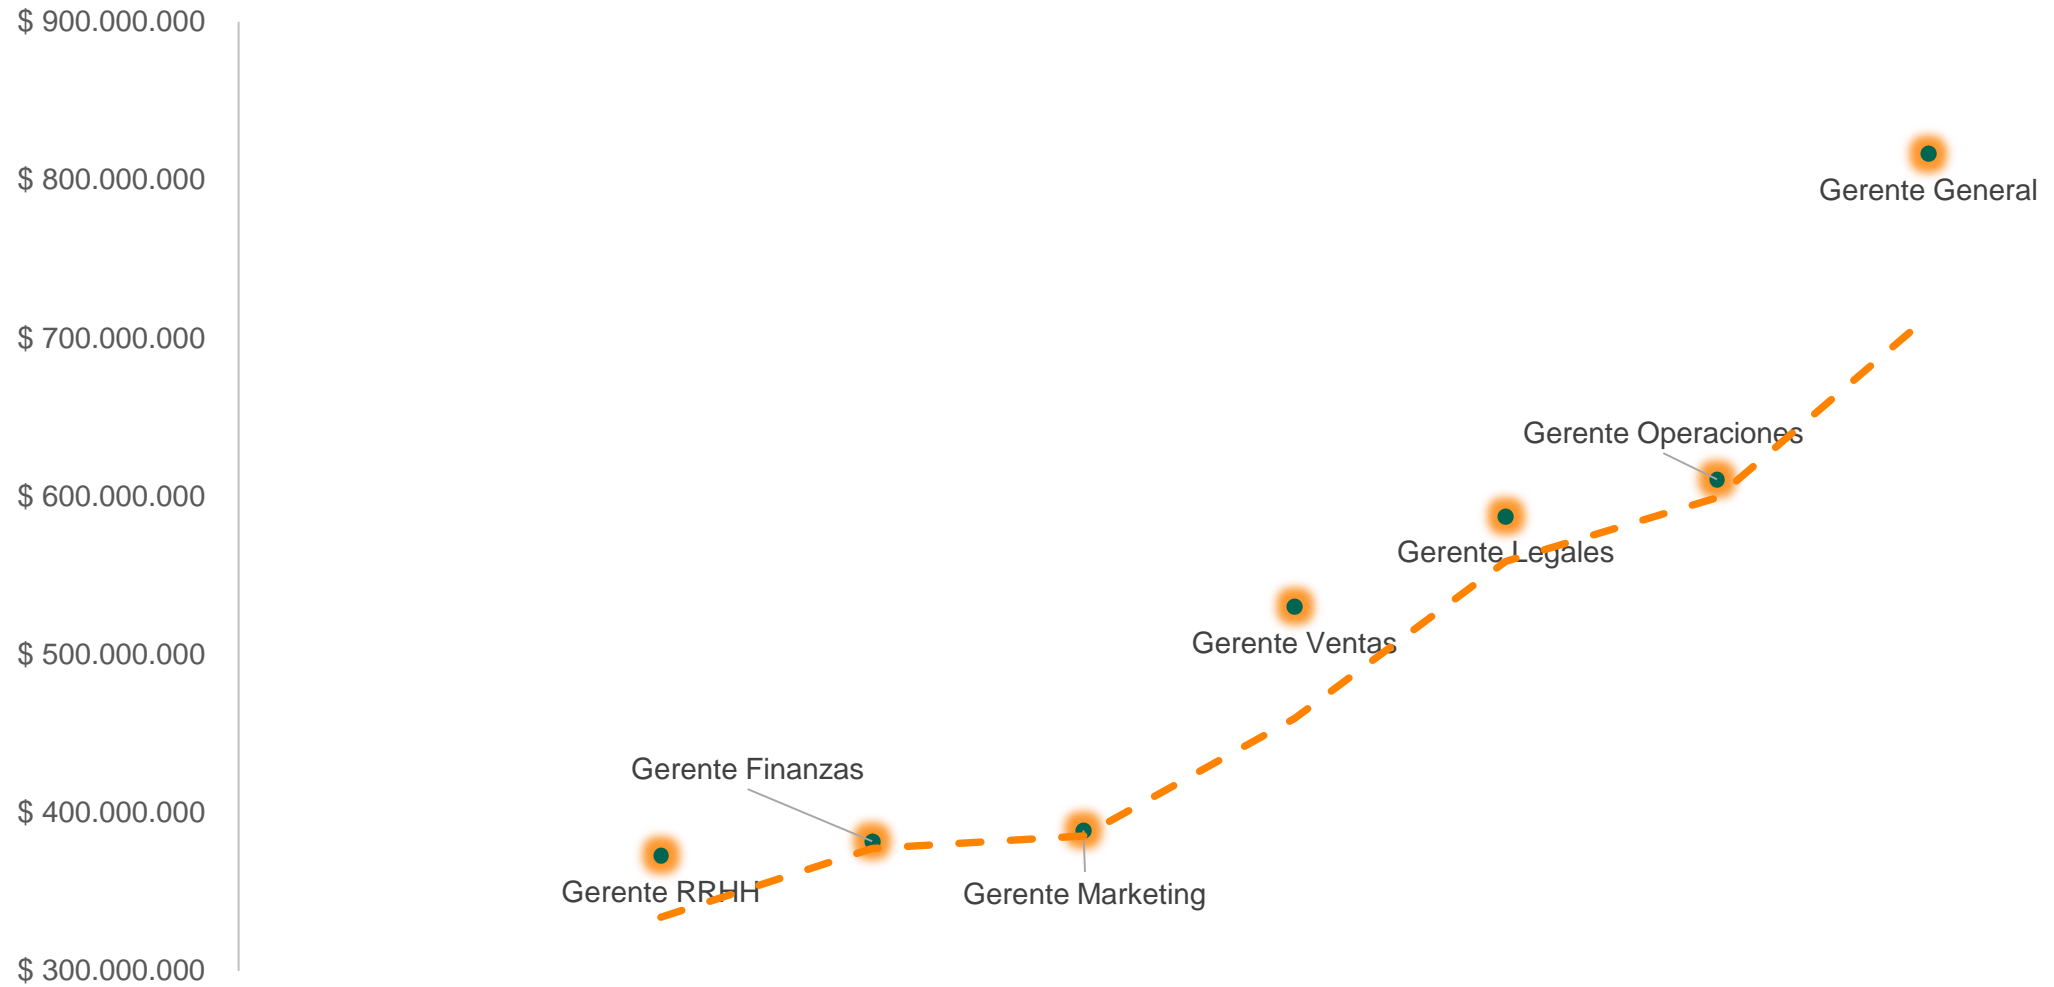 $ 900.000.000
$ 800.000.000
$ 700.000.000
$ 600.000.000
$ 500.000.000
$ 400.000.000
$ 300.000.000
Gerente General
Gerente Operaciones
Gerente Legales
Gerente Ventas
Gerente Finanzas
Gerente RRHH
Gerente Marketing